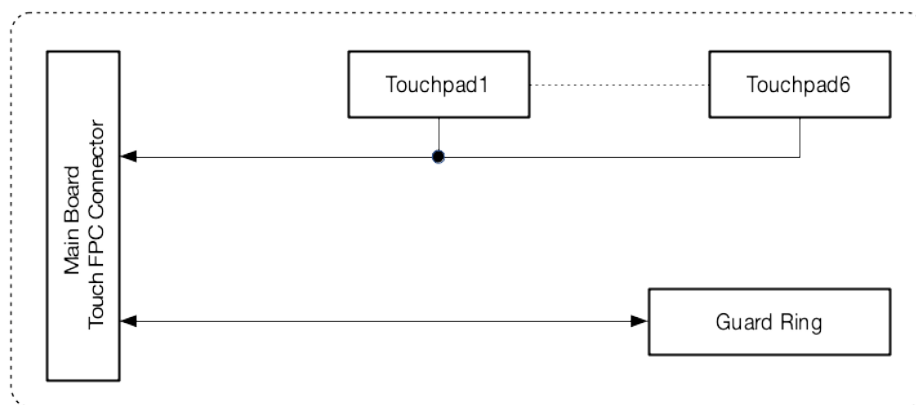 Touchpad1
Touchpad6
Main Board
Touch FPC Connector
Guard Ring